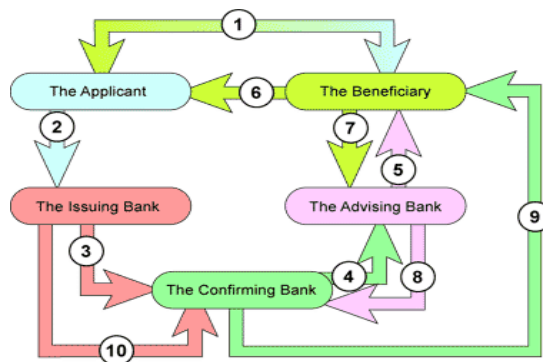 1
The Applicant
6
The Beneficiary
2
7
5
The Issuing Bank
The Advising Bank
9
3
4
8
The Confirming Bank
10